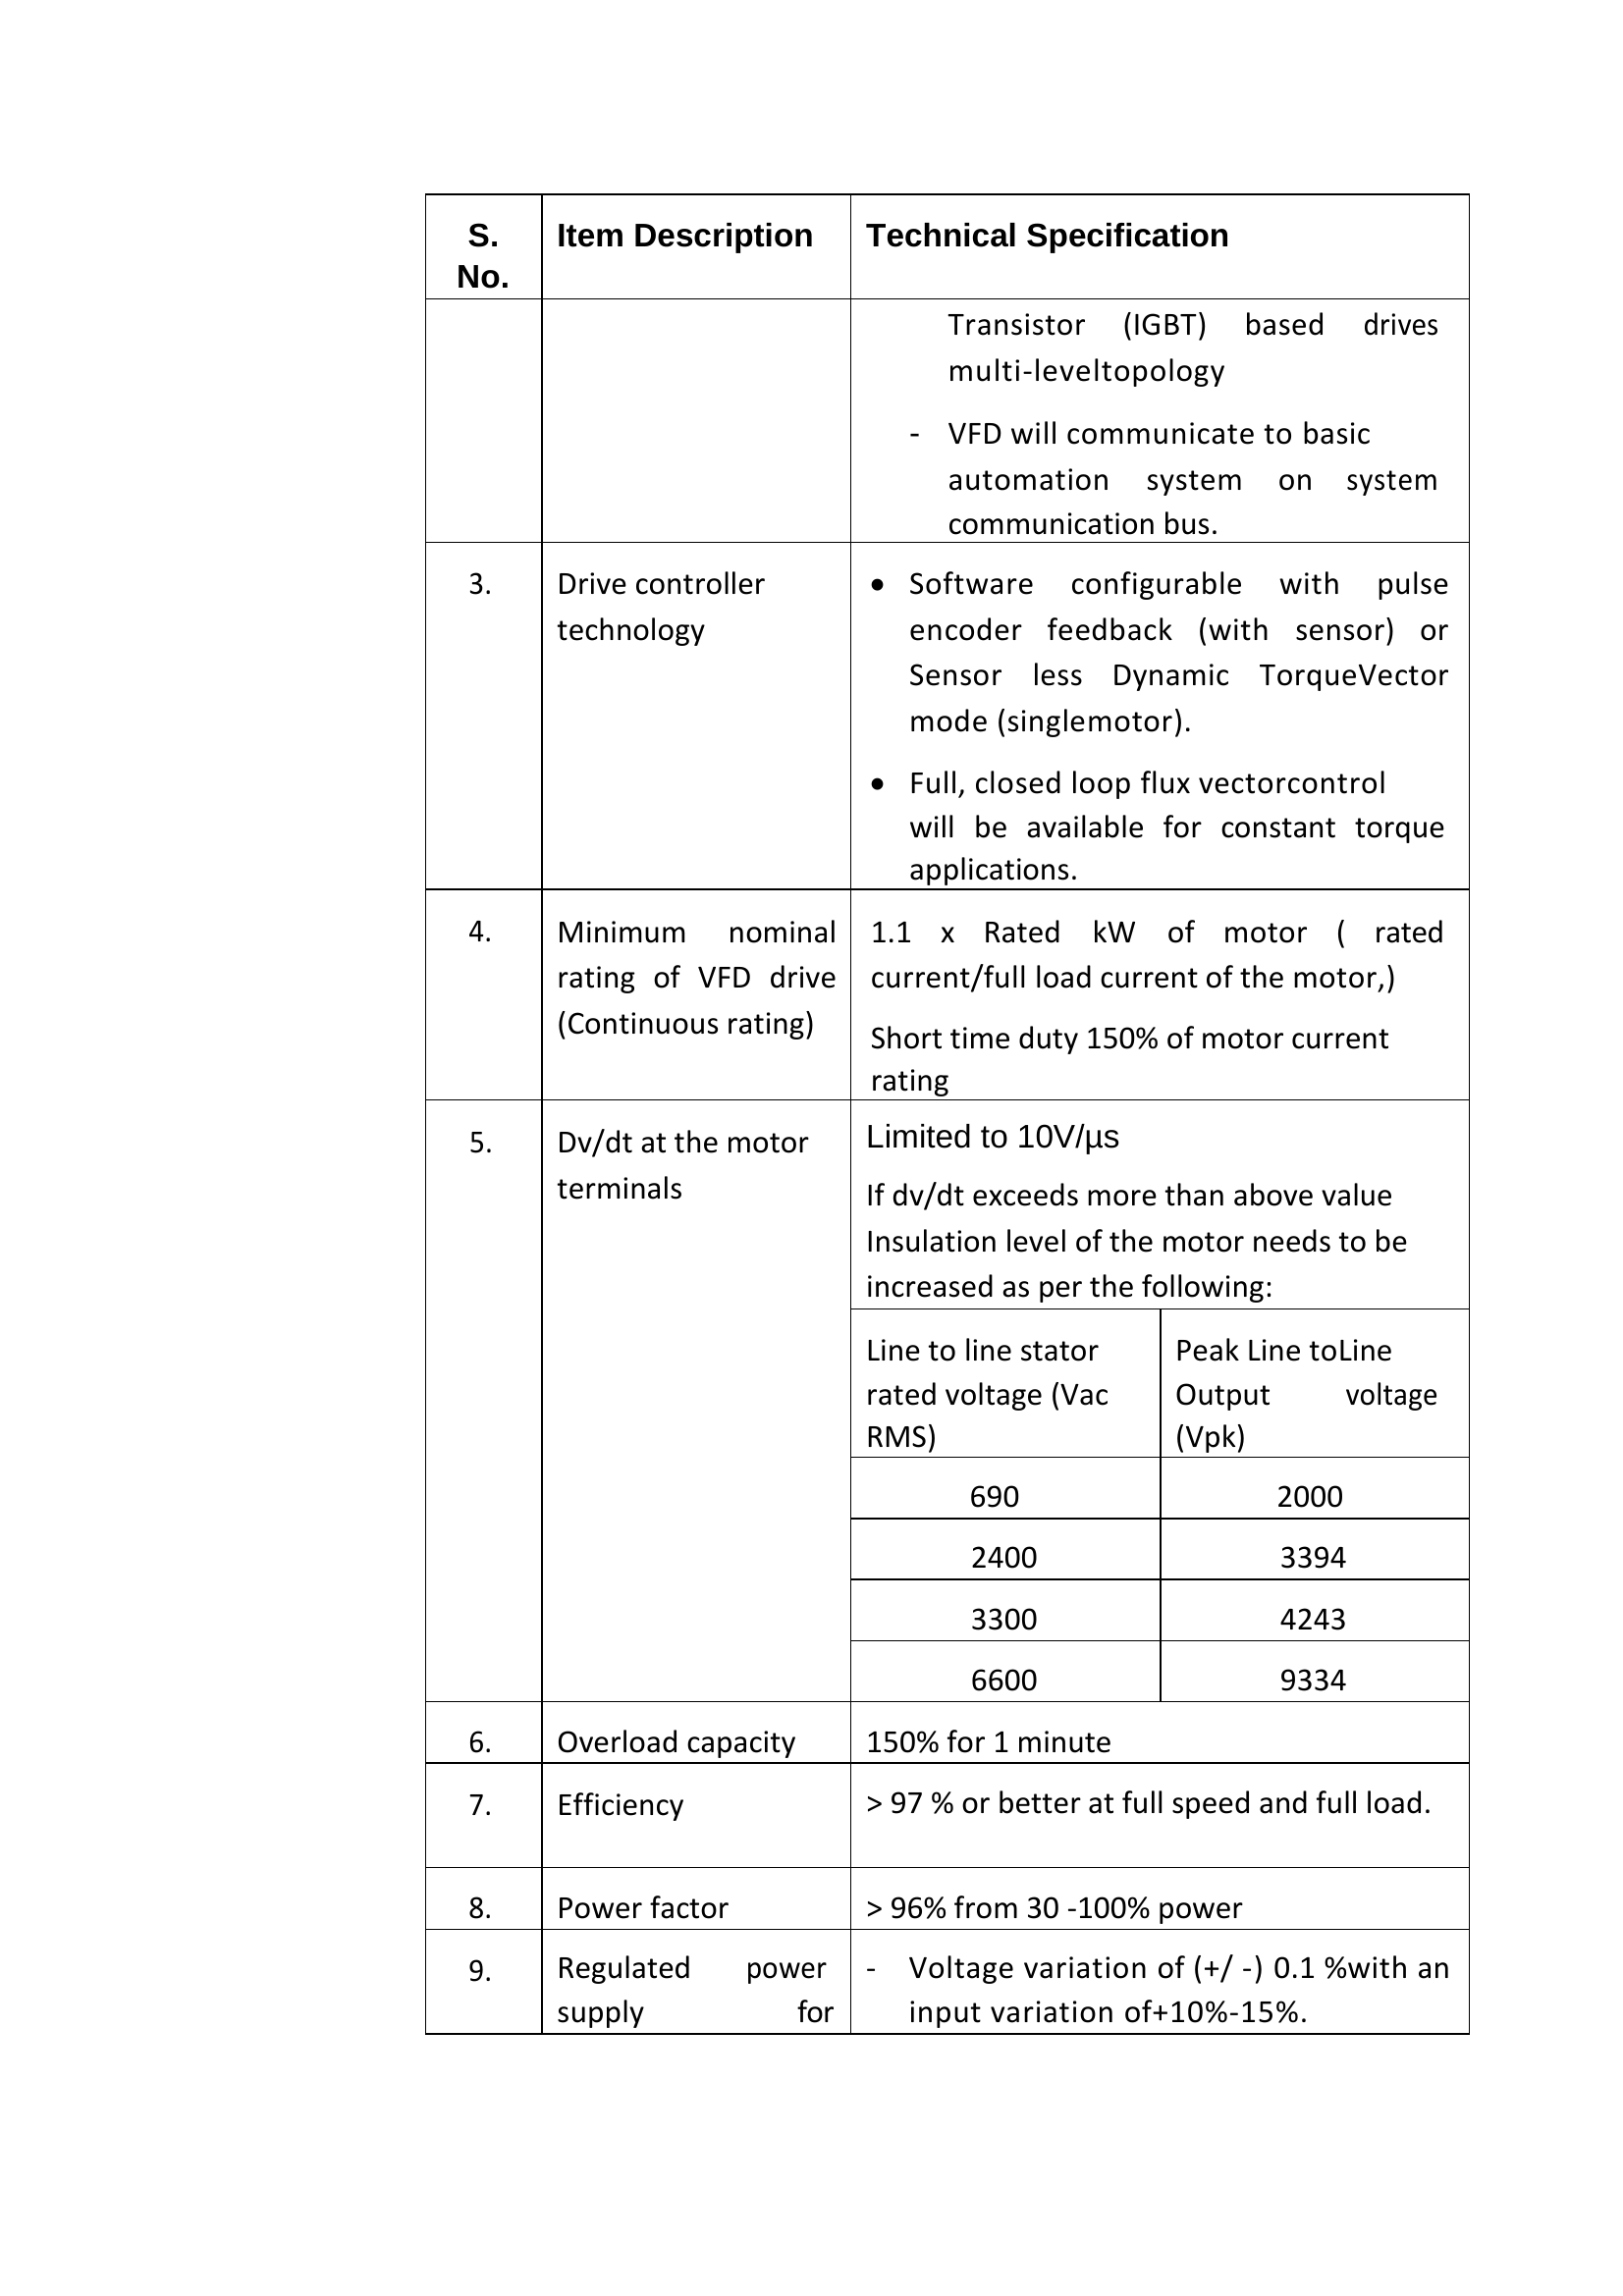 S.
No.
Item Description
Technical Specification
Transistor (IGBT) based drives
multi-leveltopology
- VFD will communicate to basic
automation system on system
communication bus.
3.
Drive controller
technology
• Software configurable with pulse
encoder feedback (with sensor) or
Sensor less Dynamic TorqueVector
mode (singlemotor).
• Full, closed loop flux vectorcontrol
will be available for constant torque
applications.
4.
Minimum nominal
rating of VFD drive
(Continuous rating)
1.1 x Rated kW of motor ( rated
current/full load current of the motor,)
Short time duty 150% of motor current
rating
5.
Dv/dt at the motor
terminals
Limited to 10V/µs
If dv/dt exceeds more than above value
Insulation level of the motor needs to be
increased as per the following:
Line to line stator
rated voltage (Vac
RMS)
Peak Line toLine
Output voltage
(Vpk)
690 2000
2400 3394
3300 4243
6600 9334
6. Overload capacity 150% for 1 minute
7. Efficiency > 97 % or better at full speed and full load.
8. Power factor > 96% from 30 -100% power
9.
Regulated power
supply for
- Voltage variation of (+/ -) 0.1 %with an
input variation of+10%-15%.